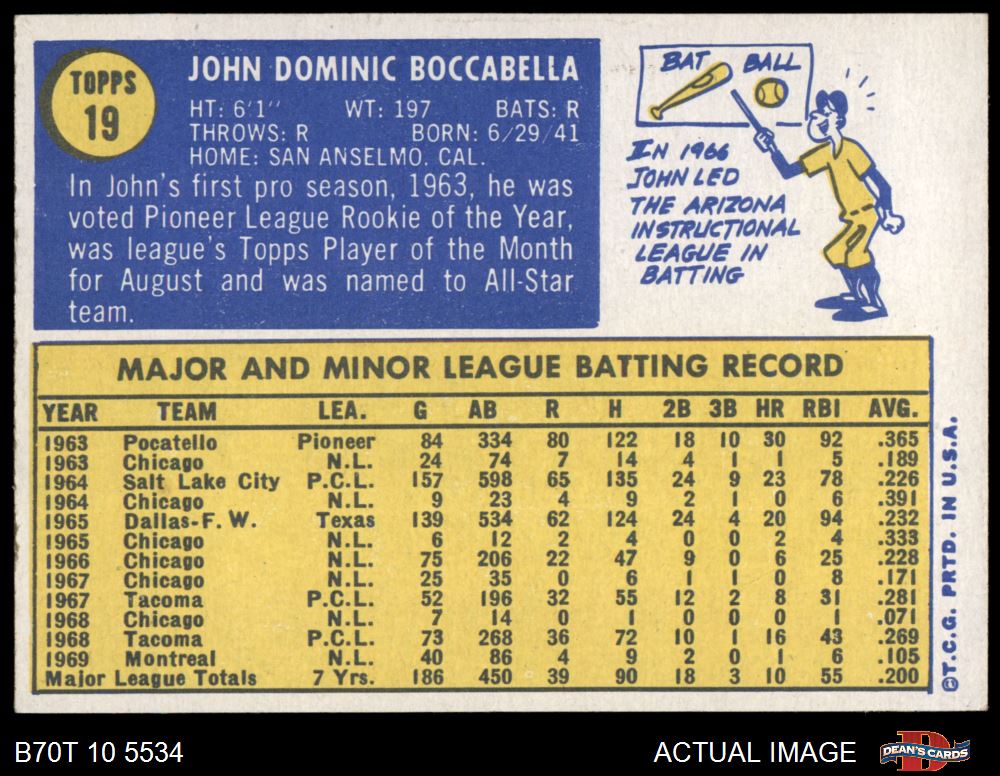 TOPPS
19
JOHN DOMINIC BOCCABELLA
HT: 6'1" WT: 197 BATS: R
THROWS: R BORN: 6/29/41
HOME: SAN ANSELMO. CAL.
In John's first pro season, 1963, he was
voted Pioneer League Rookie of the Year,
was league's Topps Player of the Month
for August and was named to All-Star
team.
BAT BALL
IN 1966
JOHN LED
THE ARIZONA
INSTRUCTIONAL
LEAGUE IN
BATTING
MAJOR AND MINOR LEAGUE BATTING RECORD
YEAR TEAM LEA. G AB R H 2B 3B HR RBI AVG.
1963 Pocatello Pioneer 84 334 80 122 18 10 30 92 .365
1963 Chicago N.L. 24 74 7 14 4 1 1 5 .189
1964 Salt Lake City P.C.L. 157 598 65 135 24 9 23 78 .226
1964 Chicago N.L. 9 23 4 9 2 1 0 6 .391
1965 Dallas-F. W. Texas 139 534 62 124 24 4 20 94 .232
1965 Chicago N.L. 6 12 2 4 0 0 2 4 .333
1966 Chicago N.L. 75 206 22 47 9 0 6 25 .228
1967 Chicago N.L. 25 35 0 6 1 1 0 8 .171
1967 Tacoma P.C.L. 52 196 32 55 12 2 8 31 .281
1968 Chicago N.L. 7 14 0 1 0 0 0 1 .071
1968 Tacoma P.C.L. 73 268 36 72 10 1 16 43 .269
1969 Montreal N.L. 40 86 4 9 2 0 1 6 .105
Major League Totals 7 Yrs. 186 450 39 90 18 3 10 55 .200
©T.C.G. PRTD. IN U.S.A.
B70T 10 5534
ACTUAL IMAGE
D
DEAN'S CARDS